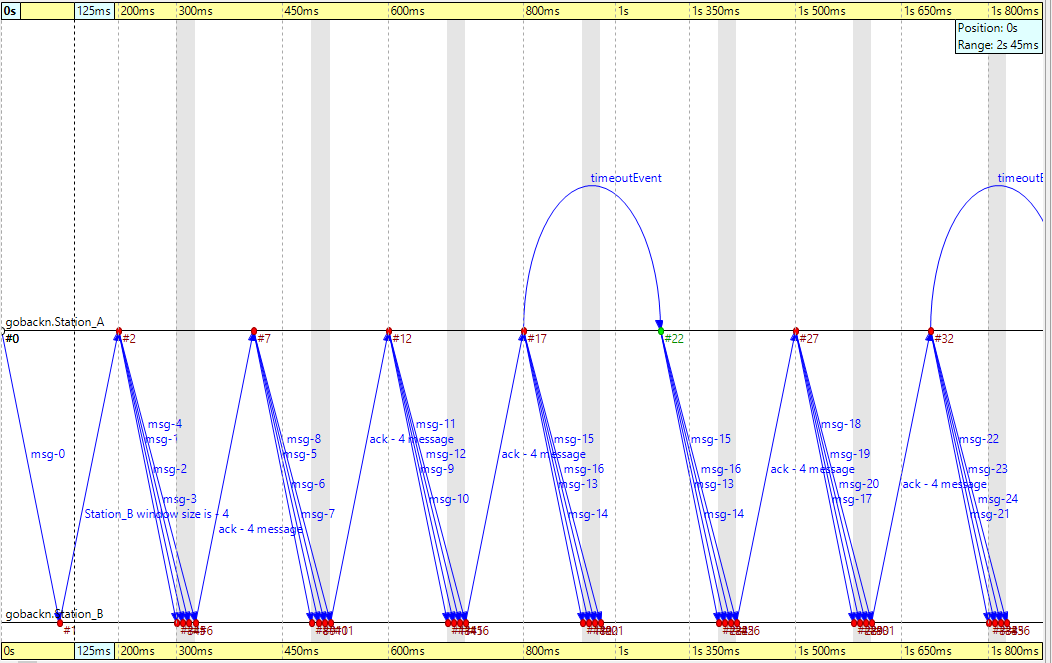 0s 125ms 200ms 300ms 450ms 600ms 800ms 1s 1s 350ms 1s 500ms 1s 650ms 1s 800ms
Position: 0s
Range: 2s 45ms
timeoutEvent timeoutE
gobackn.Station_A
#0 #2 #7 #12 #17 #22 #27 #32
msg-4 msg-11 msg-18
msg-1 msg-8 ack - 4 message msg-15 msg-15 msg-22
msg-0 msg-5 msg-12 ack - 4 message msg-19
msg-2 msg-9 msg-16 msg-16 ack - 4 message msg-23
msg-6 msg-13 msg-13 msg-20 ack - 4 message
msg-3 msg-10 msg-17 msg-24
Station_B window size is - 4 msg-7 msg-14 msg-14 msg-21
ack - 4 message
gobackn.Station_B
#1
0s 125ms 200ms 300ms 450ms 600ms 800ms 1s 1s 350ms 1s 500ms 1s 650ms 1s 800ms